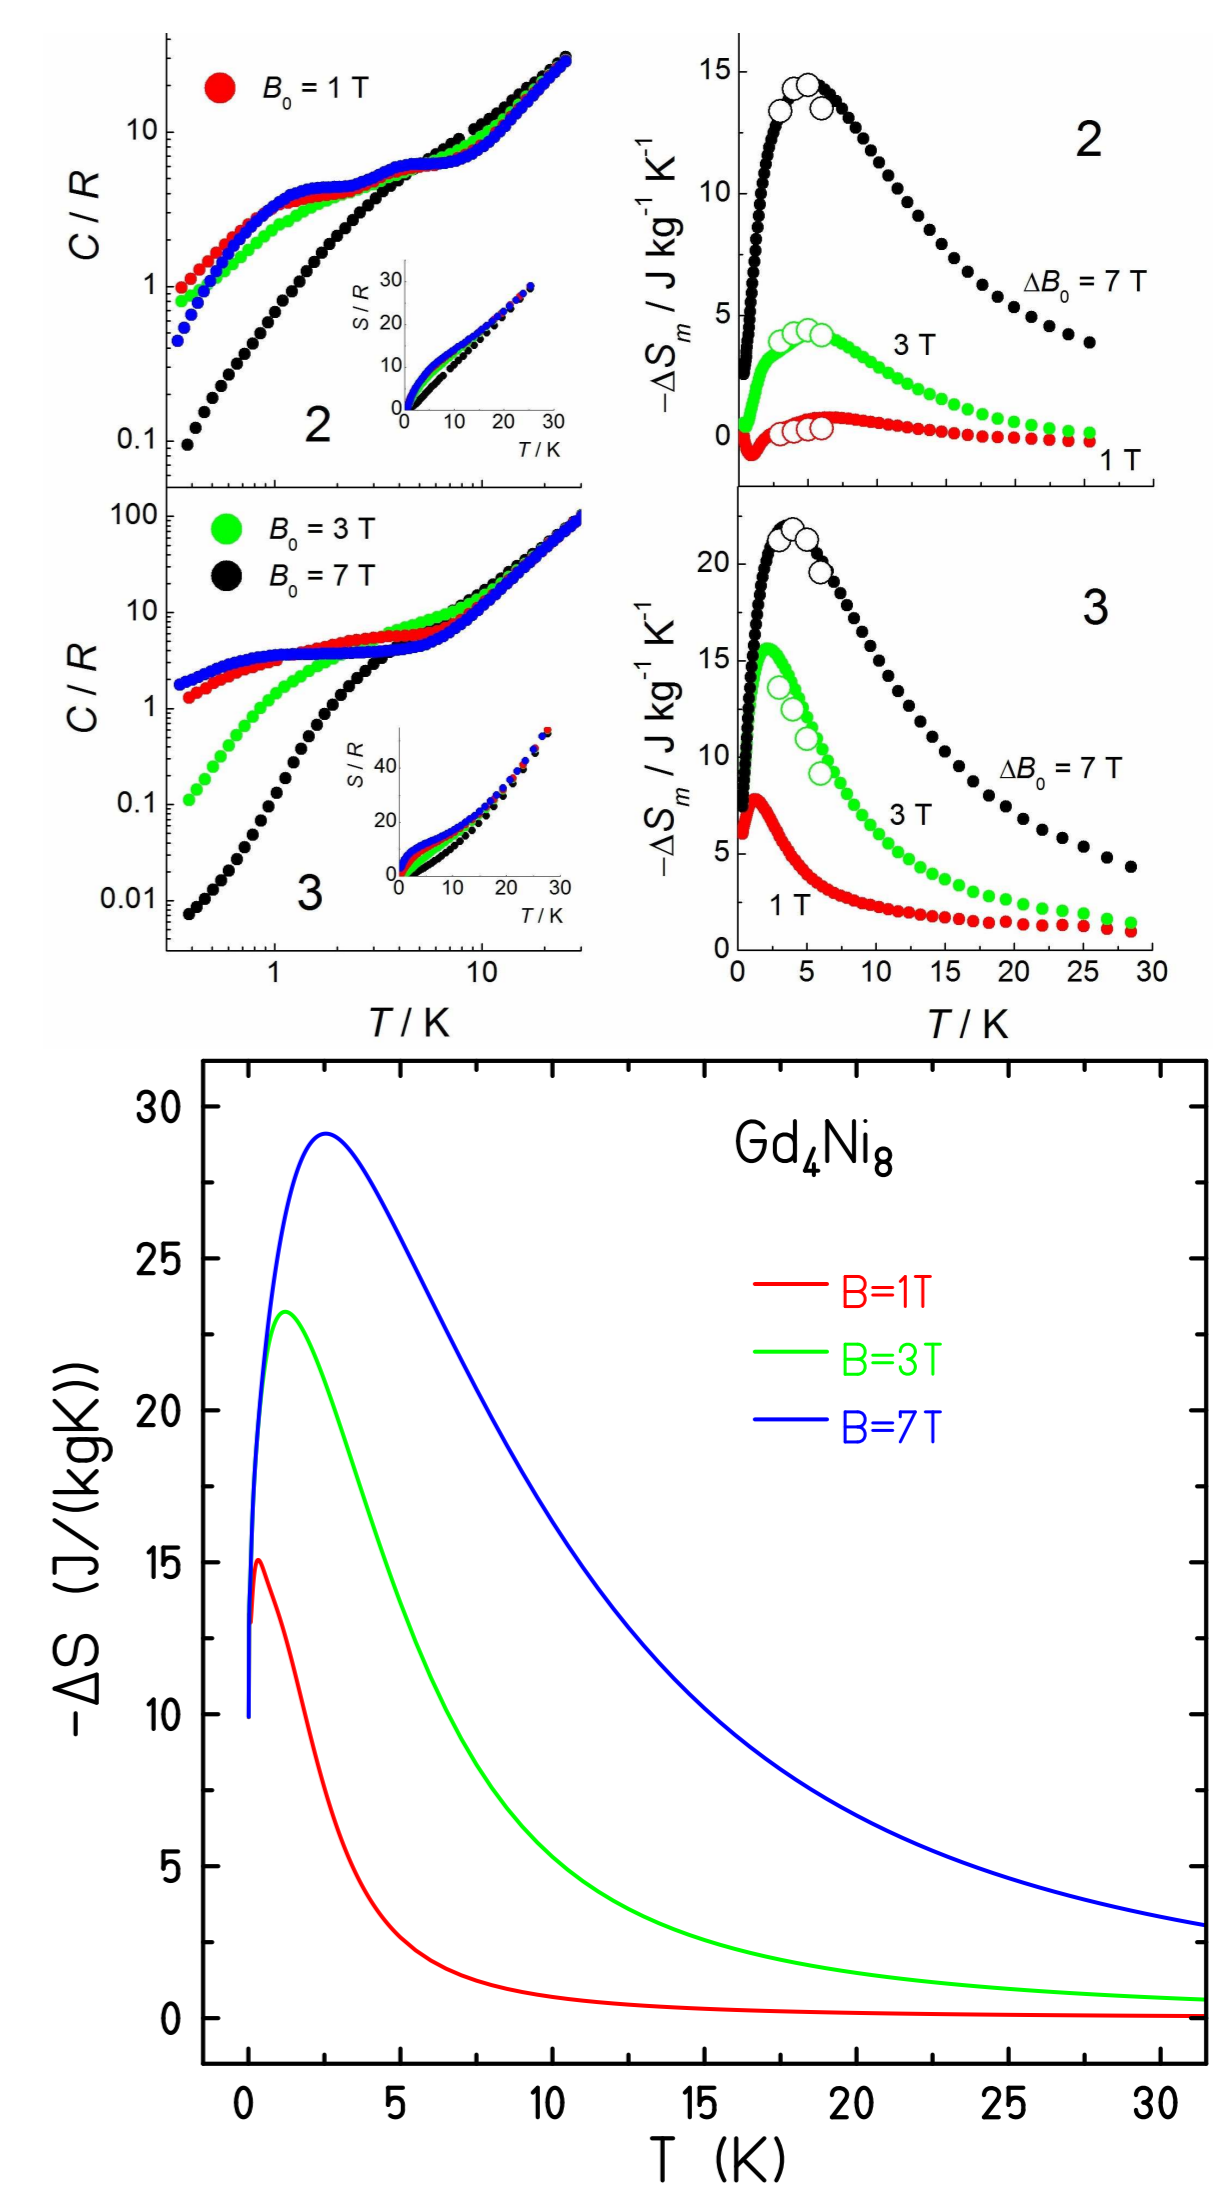 B0 = 1 T
10
1
0.1
C / R
2
30
20
10
0
S / R
0 10 20 30
T / K
15
10
5
0
−ΔSm / J kg-1 K-1
2
ΔB0 = 7 T
3 T
1 T
B0 = 3 T
B0 = 7 T
100
10
1
0.1
0.01
C / R
3
40
20
0
S / R
0 10 20 30
T / K
1 10
T / K
20
15
10
5
0
−ΔSm / J kg-1 K-1
3
ΔB0 = 7 T
3 T
1 T
0 5 10 15 20 25 30
T / K
30
25
20
15
10
5
0
-ΔS (J/(kgK))
Gd4Ni8
B=1T
B=3T
B=7T
0 5 10 15 20 25 30
T (K)